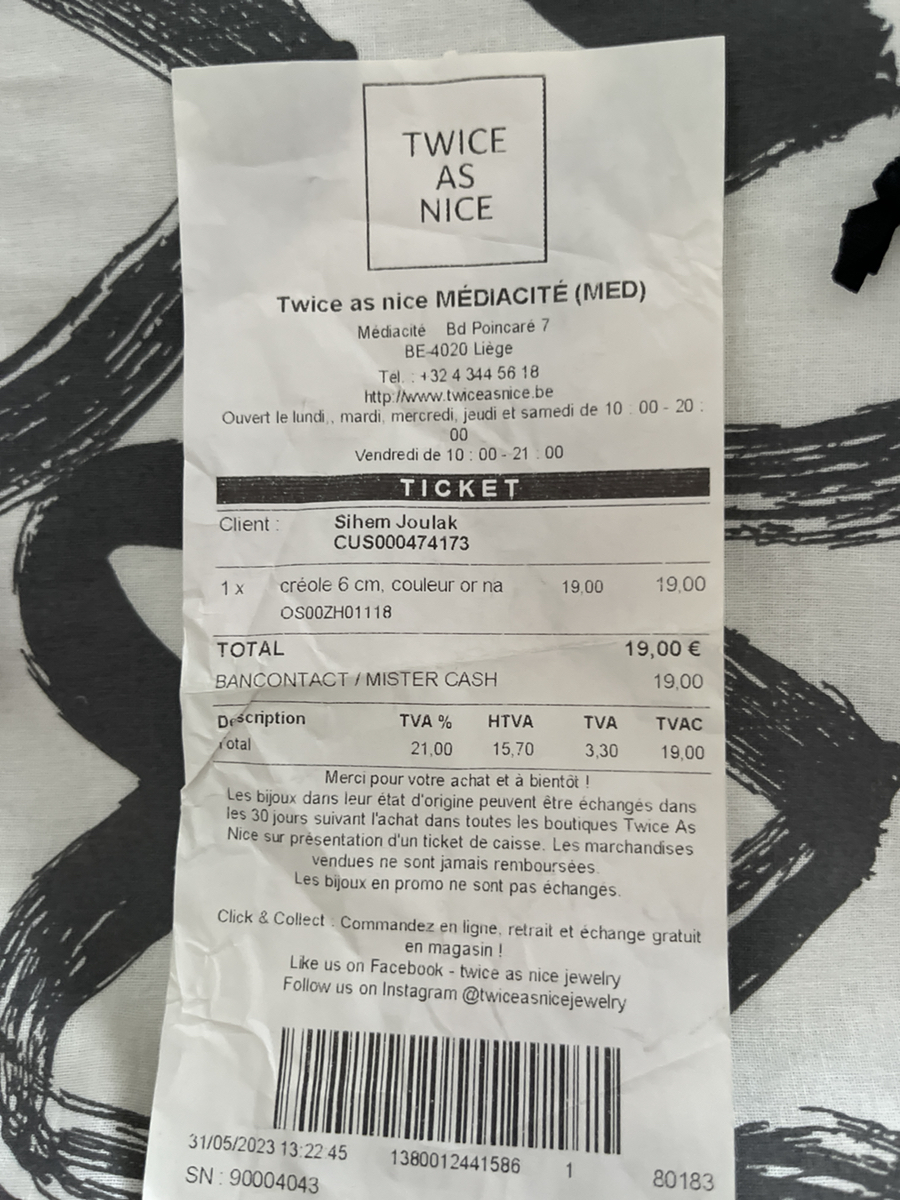 TWICE
AS
NICE
Twice as nice MÉDIACITÉ (MED)
Médiacité Bd Poincaré 7
BE-4020 Liège
Tel. : +32 4 344 56 18
http://www.twiceasnice.be
Ouvert le lundi,, mardi, mercredi, jeudi et samedi de 10 : 00 - 20 :
00
Vendredi de 10 : 00 - 21 : 00
TICKET
Client : Sihem Joulak
CUS000474173
1 x créole 6 cm, couleur or na 19,00 19,00
OS00ZH01118
TOTAL 19,00 €
BANCONTACT / MISTER CASH 19,00
Description TVA % HTVA TVA TVAC
Total 21,00 15,70 3,30 19,00
Merci pour votre achat et à bientôt !
Les bijoux dans leur état d'origine peuvent être échangés dans
les 30 jours suivant l'achat dans toutes les boutiques Twice As
Nice sur présentation d'un ticket de caisse. Les marchandises
vendues ne sont jamais remboursées.
Les bijoux en promo ne sont pas échangés.
Click & Collect : Commandez en ligne, retrait et échange gratuit
en magasin !
Like us on Facebook - twice as nice jewelry
Follow us on Instagram @twiceasnicejewelry
31/05/2023 13:22:45 1380012441586 1 80183
SN : 90004043